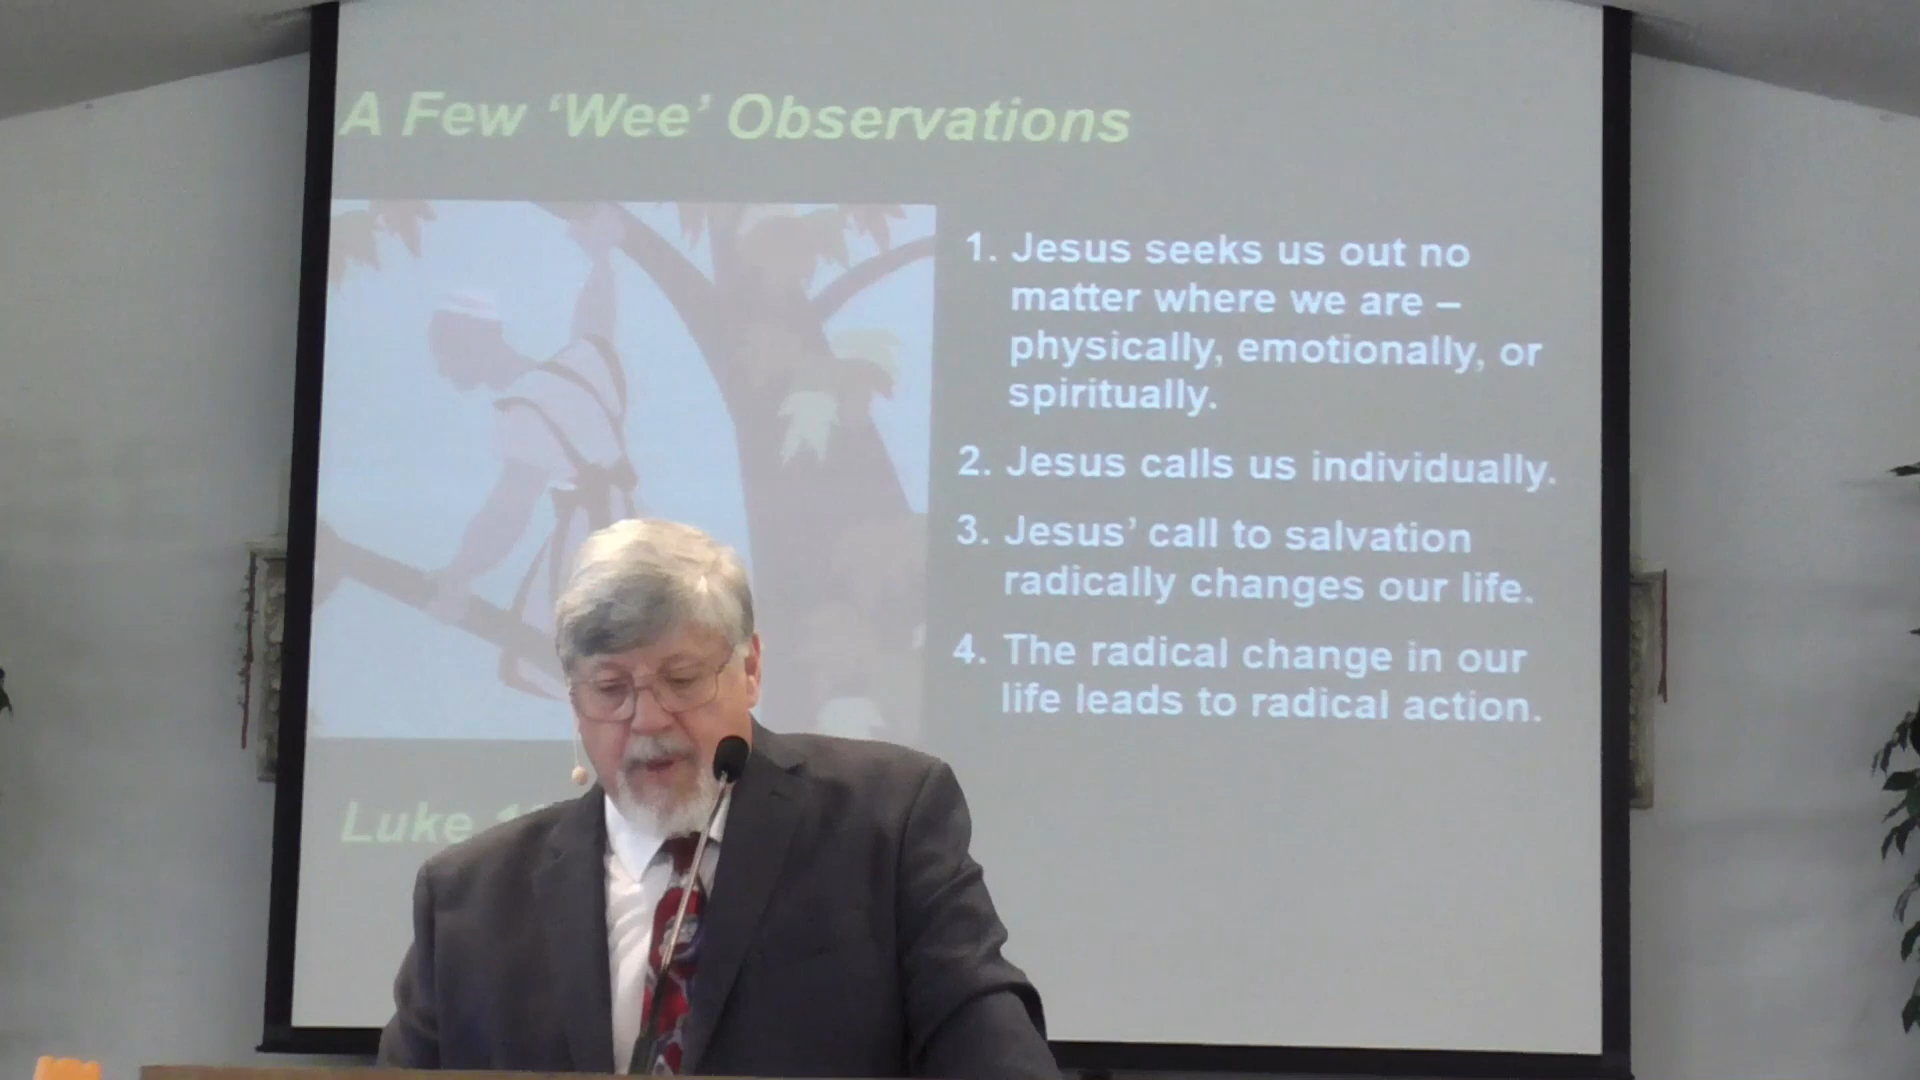 A Few ‘Wee’ Observations
1. Jesus seeks us out no
matter where we are –
physically, emotionally, or
spiritually.
2. Jesus calls us individually.
3. Jesus’ call to salvation
radically changes our life.
4. The radical change in our
life leads to radical action.
Luke